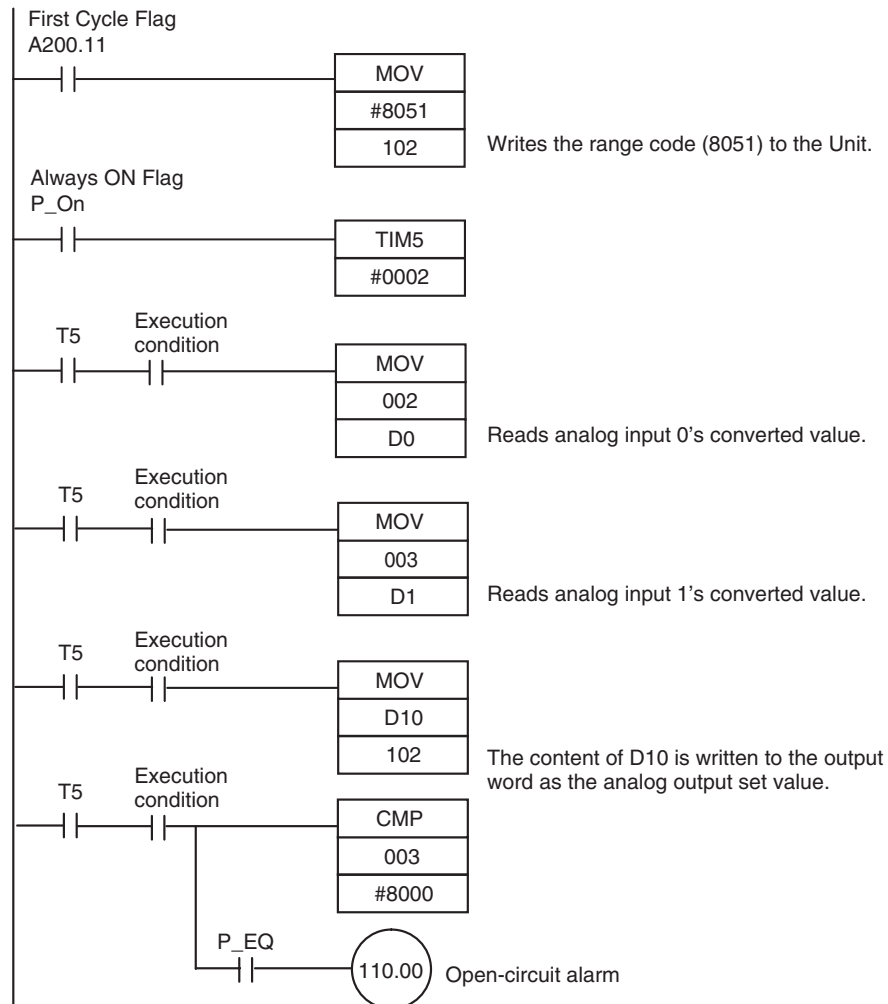 First Cycle Flag
A200.11
MOV
#8051
102
Writes the range code (8051) to the Unit.
Always ON Flag
P_On
TIM5
#0002
T5
Execution
condition
MOV
002
D0
Reads analog input 0's converted value.
T5
Execution
condition
MOV
003
D1
Reads analog input 1's converted value.
T5
Execution
condition
MOV
D10
102
The content of D10 is written to the output
word as the analog output set value.
T5
Execution
condition
CMP
003
#8000
P_EQ
110.00
Open-circuit alarm